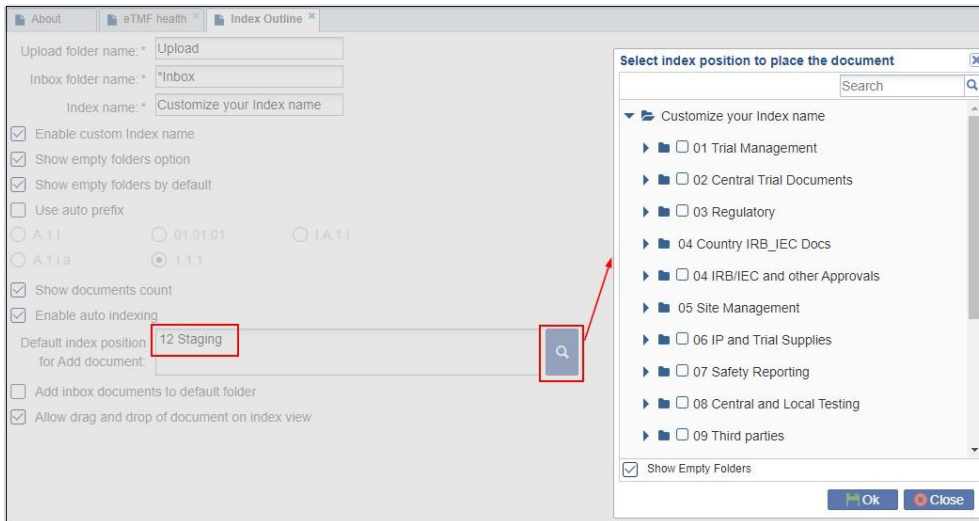 About eTMF health Index Outline
Upload folder name: * Upload
Inbox folder name: * *Inbox
Index name: * Customize your Index name
Enable custom Index name
Show empty folders option
Show empty folders by default
Use auto prefix
A.1.I 01.01.01 I.A.1.I
A.1.i.a 1.1.1
Show documents count
Enable auto indexing
Default index position 12 Staging
for Add document:
Add inbox documents to default folder
Allow drag and drop of document on index view
Select index position to place the document
Search
Customize your Index name
01 Trial Management
02 Central Trial Documents
03 Regulatory
04 Country IRB_IEC Docs
04 IRB/IEC and other Approvals
05 Site Management
06 IP and Trial Supplies
07 Safety Reporting
08 Central and Local Testing
09 Third parties
Show Empty Folders
Ok Close